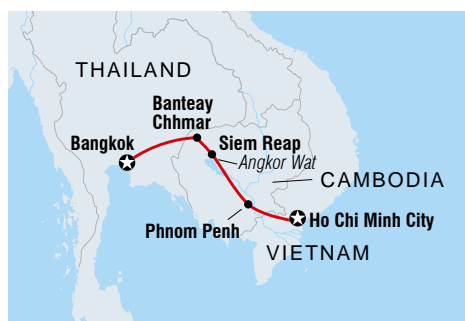 THAILAND
Banteay
Chhmar
Bangkok
Siem Reap
Angkor Wat
CAMBODIA
Ho Chi Minh City
Phnom Penh
VIETNAM